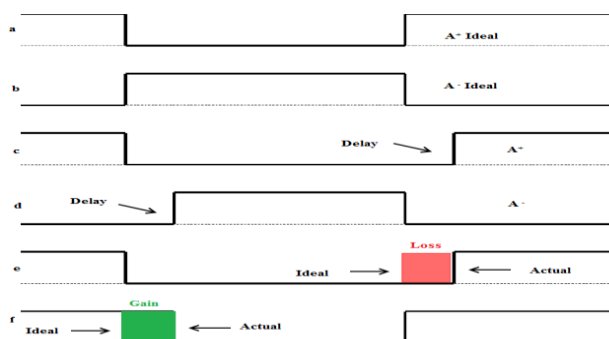 a
A⁺ Ideal
b
A⁻ Ideal
c
Delay
A⁺
d
Delay
A⁻
Loss
e
Ideal
Actual
Gain
f
Ideal
Actual